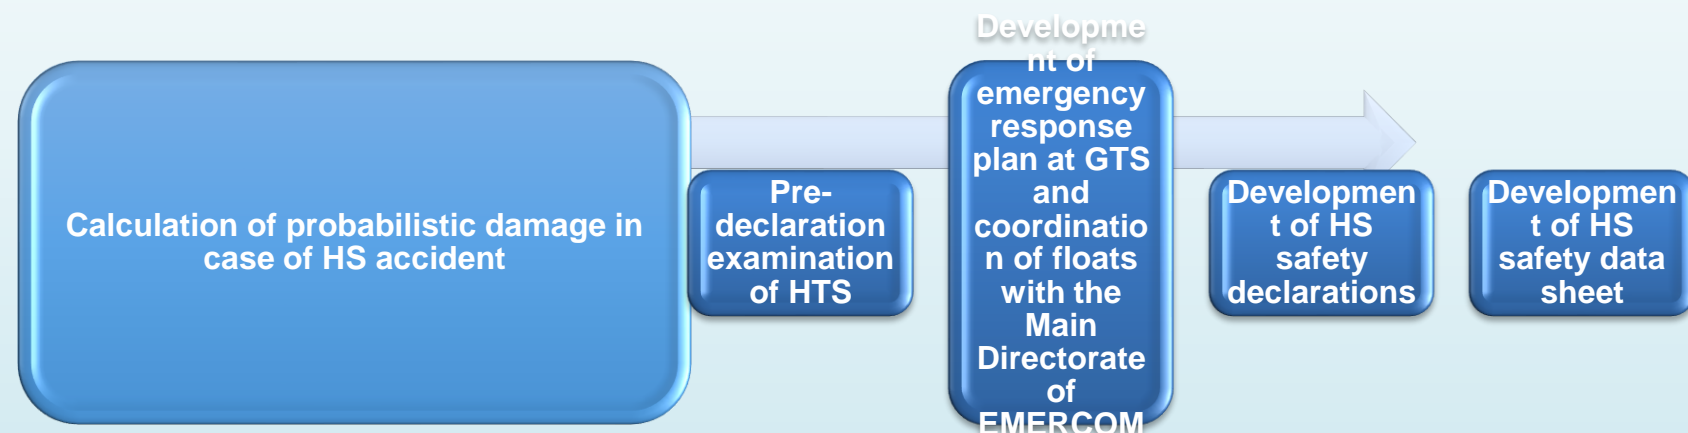 Calculation of probabilistic damage in
case of HS accident
Pre-
declaration
examination
of HTS
Developme
nt of
emergency
response
plan at GTS
and
coordinatio
n of floats
with the
Main
Directorate
of
EMERCOM
Developmen
t of HS
safety
declarations
Developmen
t of HS
safety data
sheet